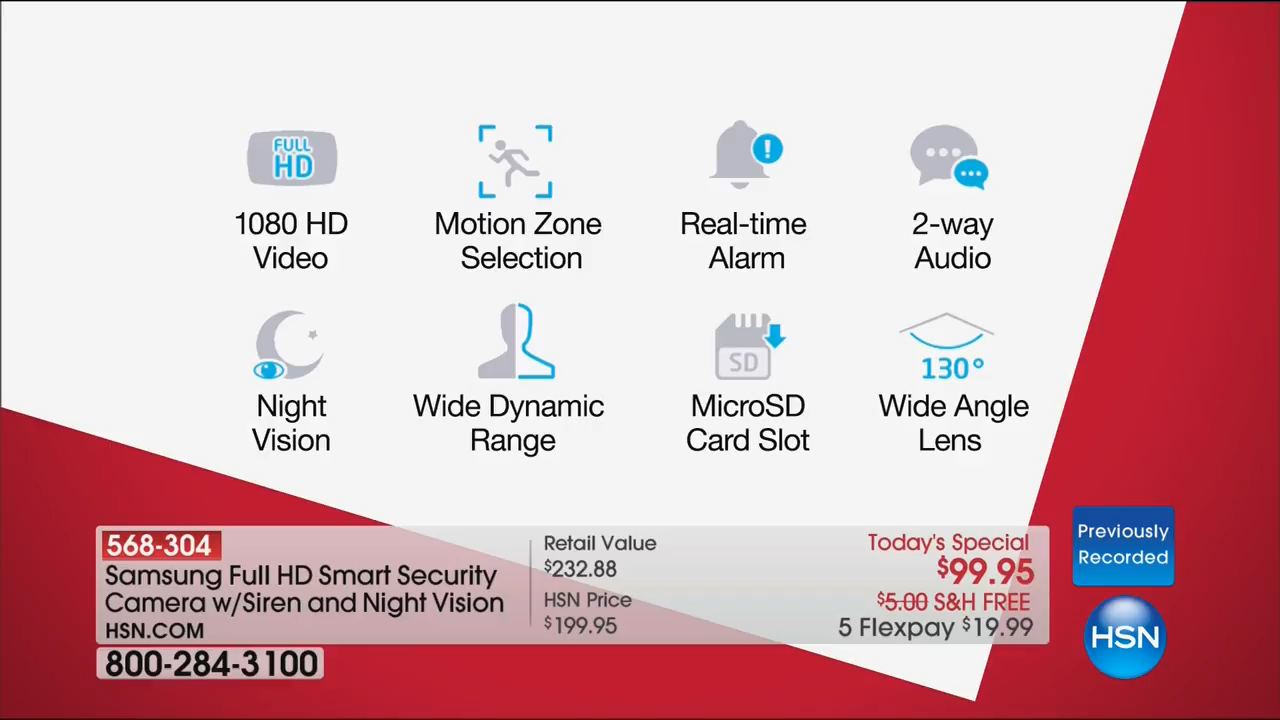 FULL
HD
1080 HD
Video
Motion Zone
Selection
!
Real-time
Alarm
2-way
Audio
Night
Vision
Wide Dynamic
Range
SD
MicroSD
Card Slot
130°
Wide Angle
Lens
568-304
Samsung Full HD Smart Security
Camera w/Siren and Night Vision
HSN.COM
800-284-3100
Retail Value
$232.88
HSN Price
$199.95
Today's Special
$99.95
$5.00 S&H FREE
5 Flexpay $19.99
Previously
Recorded
HSN